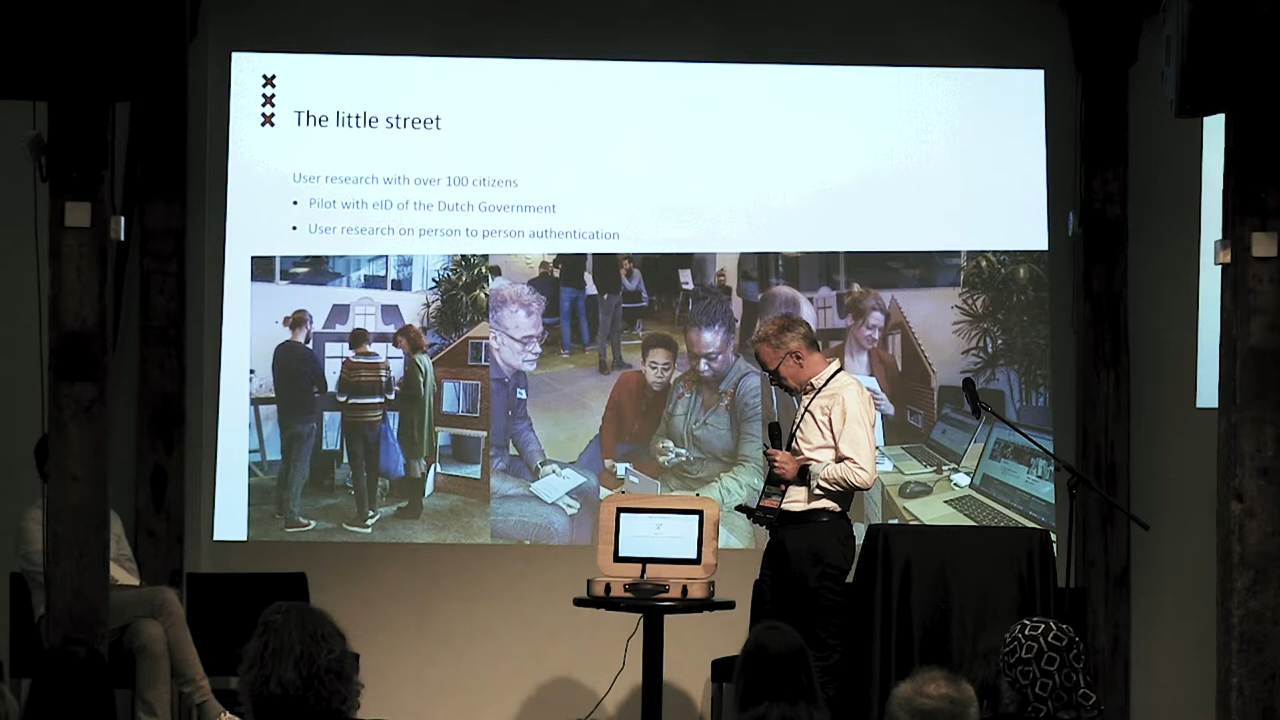 The little street
User research with over 100 citizens
• Pilot with eID of the Dutch Government
• User research on person to person authentication